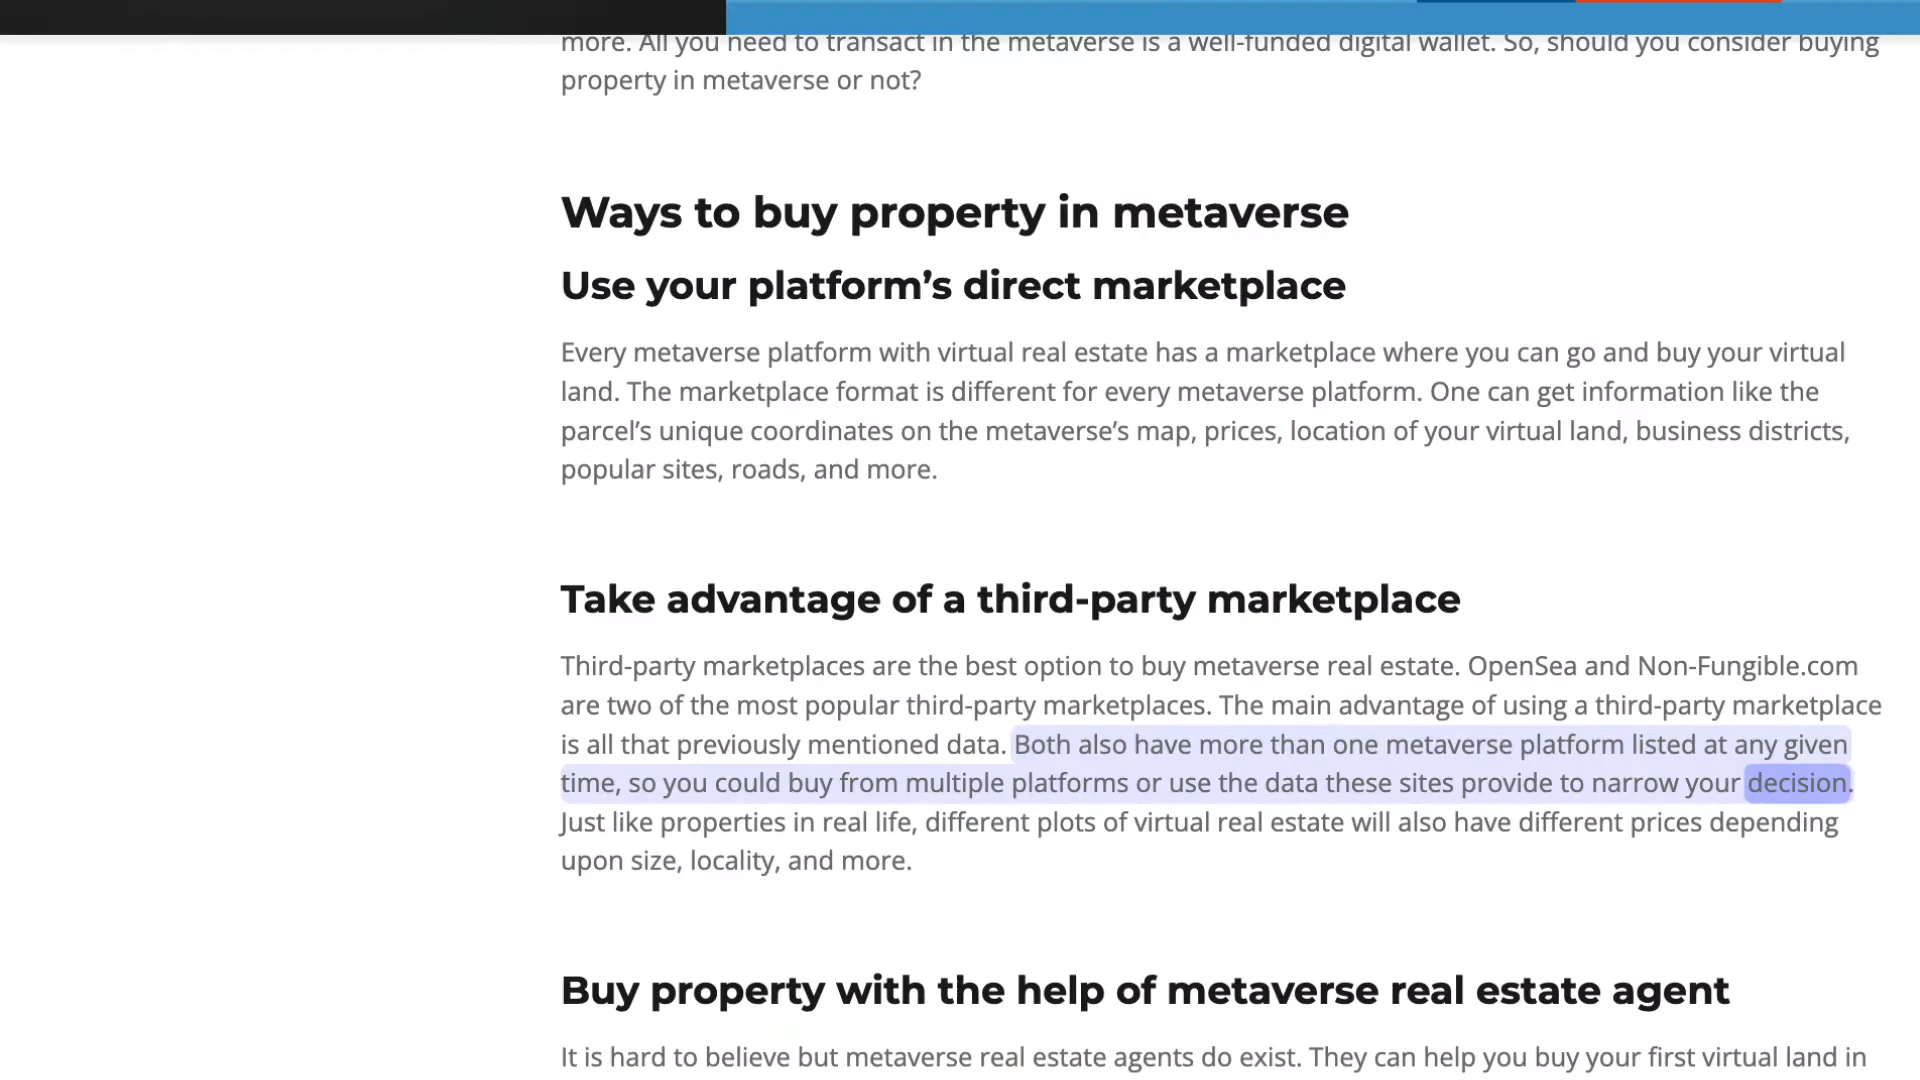 more. All you need to transact in the metaverse is a well-funded digital wallet. So, should you consider buying
property in metaverse or not?
Ways to buy property in metaverse
Use your platform’s direct marketplace
Every metaverse platform with virtual real estate has a marketplace where you can go and buy your virtual
land. The marketplace format is different for every metaverse platform. One can get information like the
parcel’s unique coordinates on the metaverse’s map, prices, location of your virtual land, business districts,
popular sites, roads, and more.
Take advantage of a third-party marketplace
Third-party marketplaces are the best option to buy metaverse real estate. OpenSea and Non-Fungible.com
are two of the most popular third-party marketplaces. The main advantage of using a third-party marketplace
is all that previously mentioned data. Both also have more than one metaverse platform listed at any given
time, so you could buy from multiple platforms or use the data these sites provide to narrow your decision.
Just like properties in real life, different plots of virtual real estate will also have different prices depending
upon size, locality, and more.
Buy property with the help of metaverse real estate agent
It is hard to believe but metaverse real estate agents do exist. They can help you buy your first virtual land in